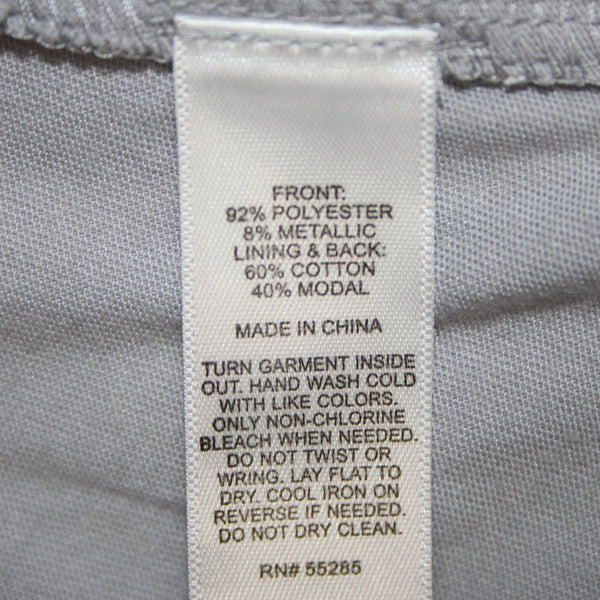 FRONT:
92% POLYESTER
8% METALLIC
LINING & BACK:
60% COTTON
40% MODAL
MADE IN CHINA
TURN GARMENT INSIDE
OUT. HAND WASH COLD
WITH LIKE COLORS.
ONLY NON-CHLORINE
BLEACH WHEN NEEDED.
DO NOT TWIST OR
WRING. LAY FLAT TO
DRY. COOL IRON ON
REVERSE IF NEEDED.
DO NOT DRY CLEAN.
RN# 55285